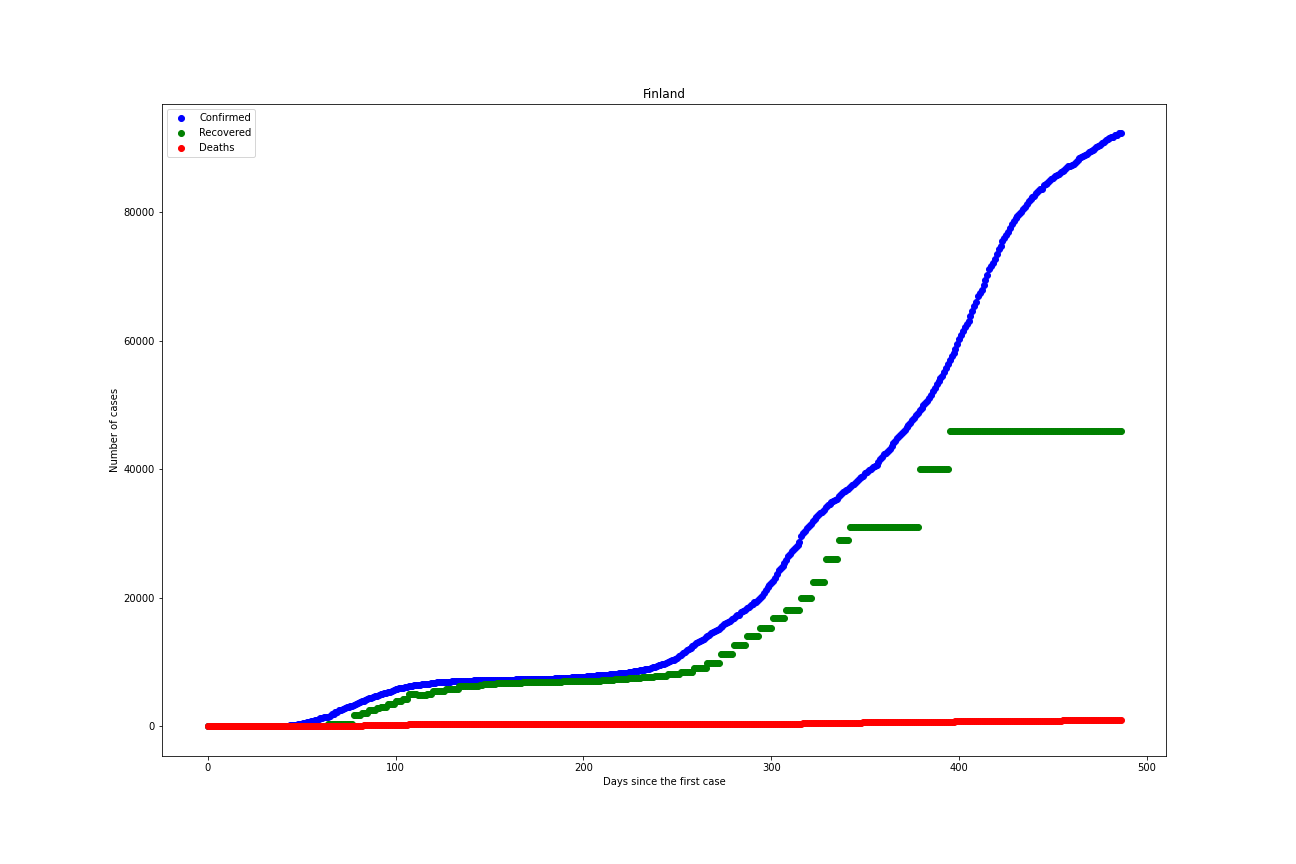 Finland
Confirmed
Recovered
Deaths
80000
60000
40000
20000
0
Number of cases
0 100 200 300 400 500
Days since the first case